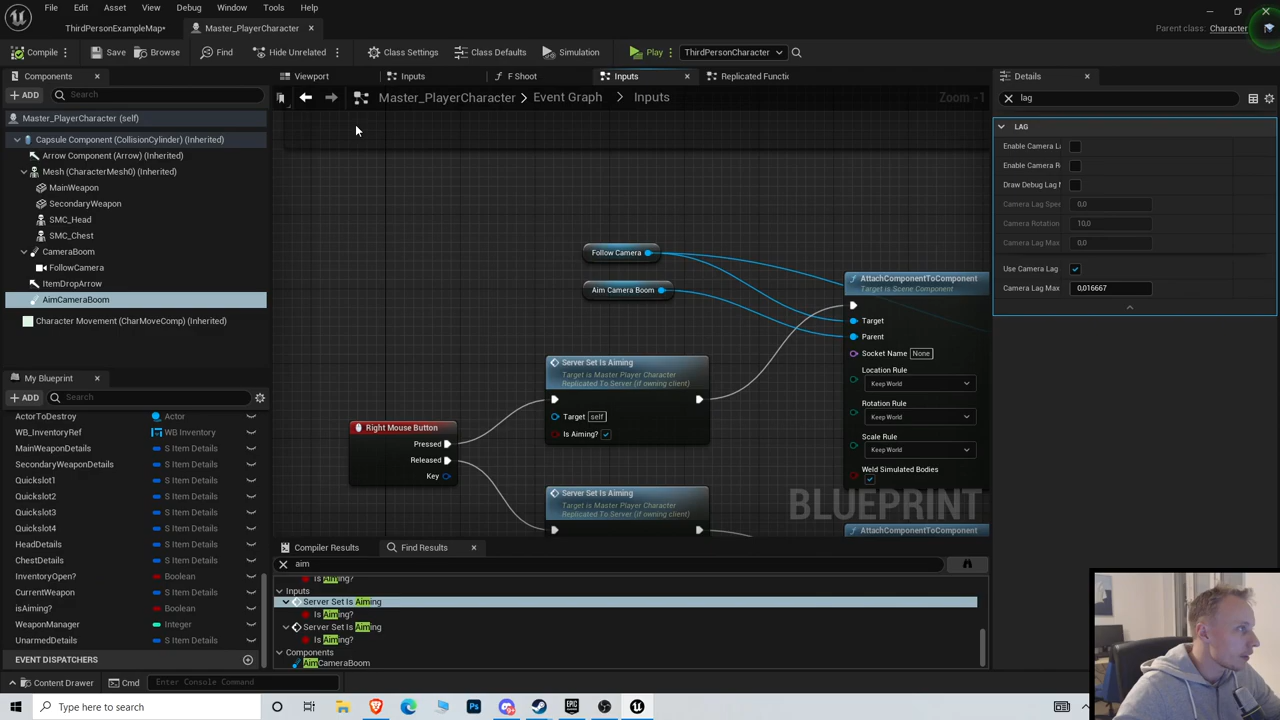 File Edit Asset View Debug Window Tools Help
ThirdPersonExampleMap*
Master_PlayerCharacter
Parent class: Character
Compile
Save
Browse
Find
Hide Unrelated
Class Settings
Class Defaults
Simulation
Play
ThirdPersonCharacter
Components
ADD
Search
Master_PlayerCharacter (self)
Capsule Component (CollisionCylinder) (Inherited)
Arrow Component (Arrow) (Inherited)
Mesh (CharacterMesh0) (Inherited)
MainWeapon
SecondaryWeapon
SMC_Head
SMC_Chest
CameraBoom
FollowCamera
ItemDropArrow
AimCameraBoom
Character Movement (CharMoveComp) (Inherited)
My Blueprint
ADD
Search
ActorToDestroy Actor
WB_InventoryRef WB Inventory
MainWeaponDetails S Item Details
SecondaryWeaponDetails S Item Details
Quickslot1 S Item Details
Quickslot2 S Item Details
Quickslot3 S Item Details
Quickslot4 S Item Details
HeadDetails S Item Details
ChestDetails S Item Details
InventoryOpen? Boolean
CurrentWeapon S Item Details
isAiming? Boolean
WeaponManager Integer
UnarmedDetails S Item Details
EVENT DISPATCHERS
Viewport
Inputs
F Shoot
Inputs
Replicated Functi
Master_PlayerCharacter > Event Graph > Inputs
Zoom -1
Follow Camera
Aim Camera Boom
Server Set Is Aiming
Target is Master Player Character
Replicated To Server (if owning client)
Target self
Is Aiming?
Right Mouse Button
Pressed
Released
Key
Server Set Is Aiming
Target is Master Player Character
Replicated To Server (if owning client)
AttachComponentToComponent
Target is Scene Component
Target
Parent
Socket Name None
Location Rule
Keep World
Rotation Rule
Keep World
Scale Rule
Keep World
Weld Simulated Bodies
BLUEPRINT
AttachComponentToComponent
Compiler Results
Find Results
aim
Is Aiming?
Inputs
Server Set Is Aiming
Is Aiming?
Server Set Is Aiming
Is Aiming?
Components
AimCameraBoom
Details
lag
LAG
Enable Camera La
Enable Camera R
Draw Debug Lag
Camera Lag Spee 0,0
Camera Rotation 10,0
Camera Lag Max 0,0
Use Camera Lag
Camera Lag Max 0,016667
Content Drawer
Cmd
Enter Console Command
Type here to search